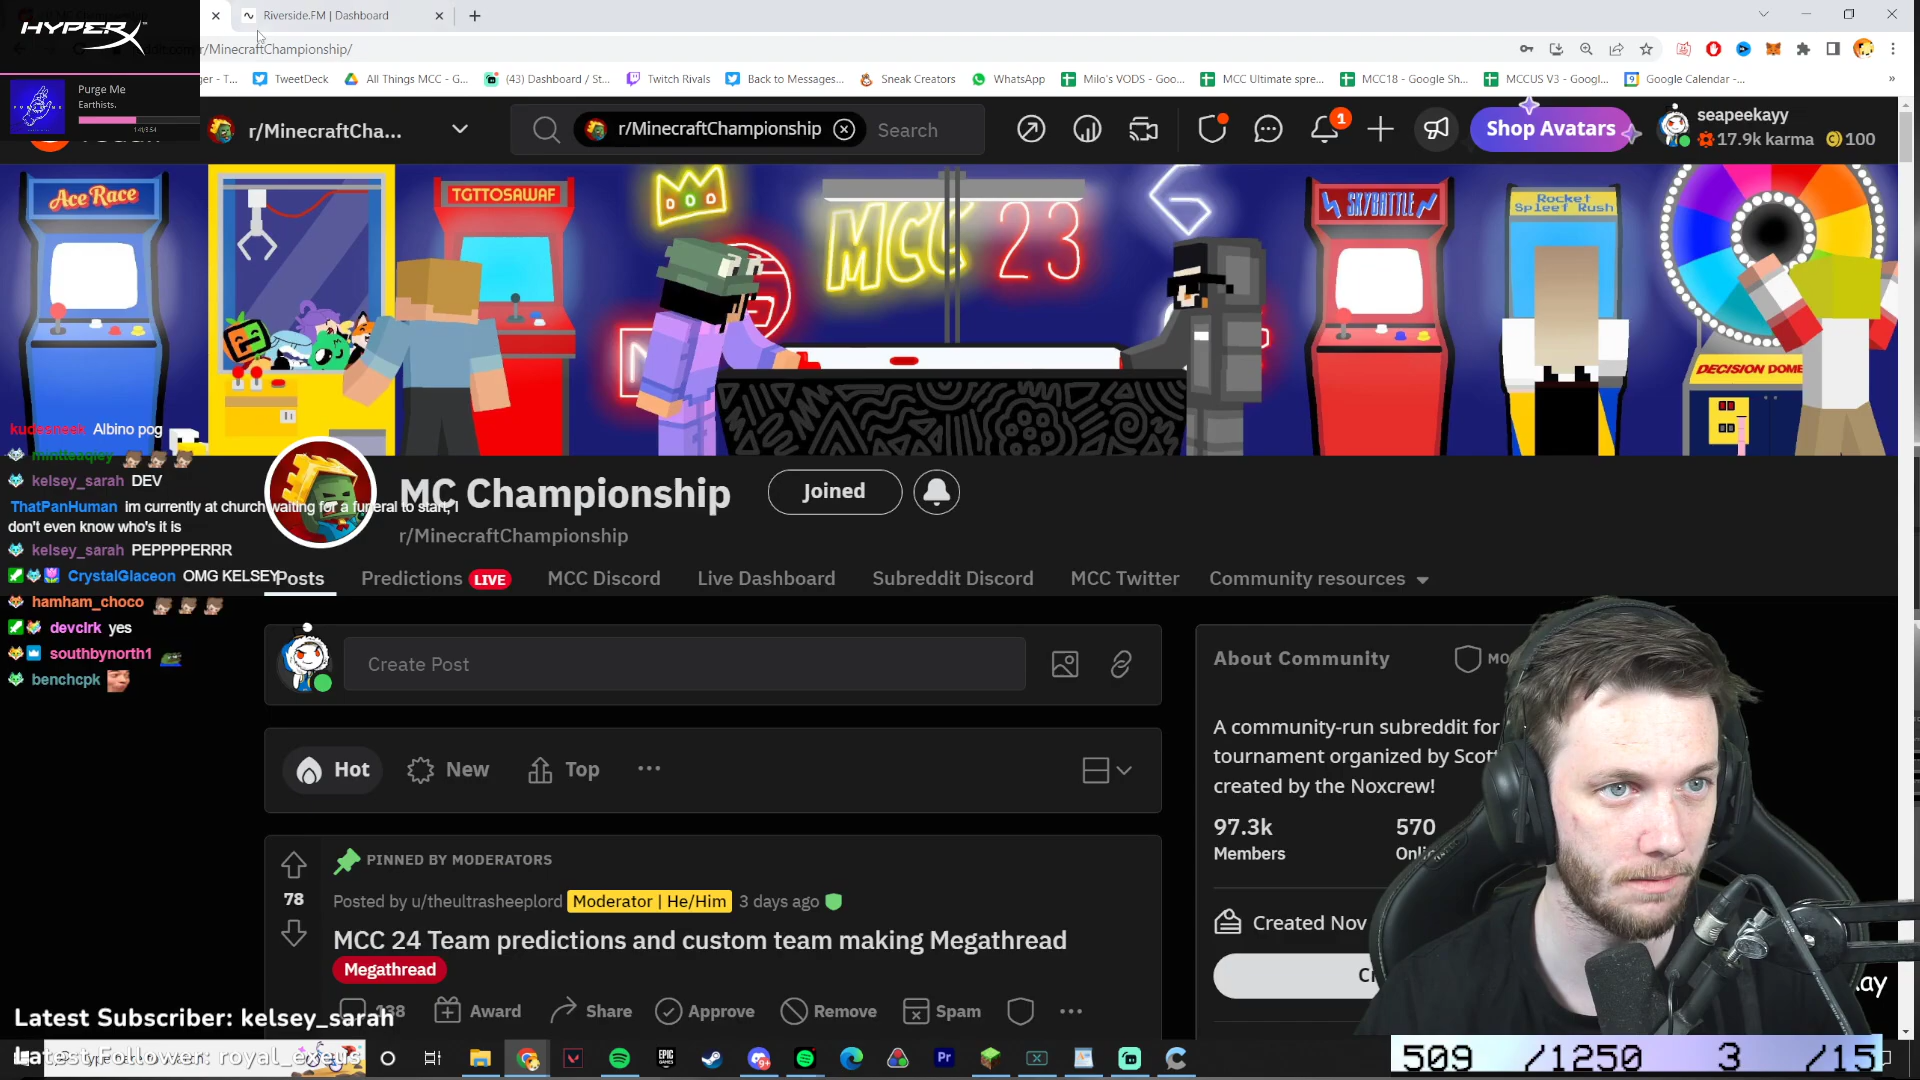 HYPERX
Riverside.FM | Dashboard
r/MinecraftChampionship/
Purge Me
Earthists.
TweetDeck
All Things MCC - G...
(43) Dashboard / St...
Twitch Rivals
Back to Messages...
Sneak Creators
WhatsApp
Milo's VODS - Goo...
MCC Ultimate spre...
MCC18 - Google Sh...
MCCUS V3 - Googl...
Google Calendar -...
r/MinecraftCha...
r/MinecraftChampionship
Search
1
Shop Avatars
seapeekayy
17.9k karma
100
Ace Race
TGTTOSAWAF
MCC 23
SKYBATTLE
Rocket
Spleef Rush
DECISION DOME
kudasheek Albino pog
mintteaqiey
kelsey_sarah DEV
ThatPanHuman Im currently at church waiting for a funeral to start, I
don't even know who's it is
kelsey_sarah PEPPPPERRR
CrystalGlaceon OMG KELSEY
hamham_choco
devclrk yes
southbynorth1
benchcpk
MC Championship
Joined
r/MinecraftChampionship
Posts
Predictions LIVE
MCC Discord
Live Dashboard
Subreddit Discord
MCC Twitter
Community resources
Create Post
Hot
New
Top
PINNED BY MODERATORS
78
Posted by u/theultrasheeplord Moderator | He/Him 3 days ago
MCC 24 Team predictions and custom team making Megathread
Megathread
Award
Share
Approve
Remove
Spam
About Community
A community-run subreddit for
tournament organized by Scott
created by the Noxcrew!
97.3k
Members
570
Created Nov
Latest Subscriber: kelsey_sarah
Latest Follower: royal_exeus
509 /1250 3 /15